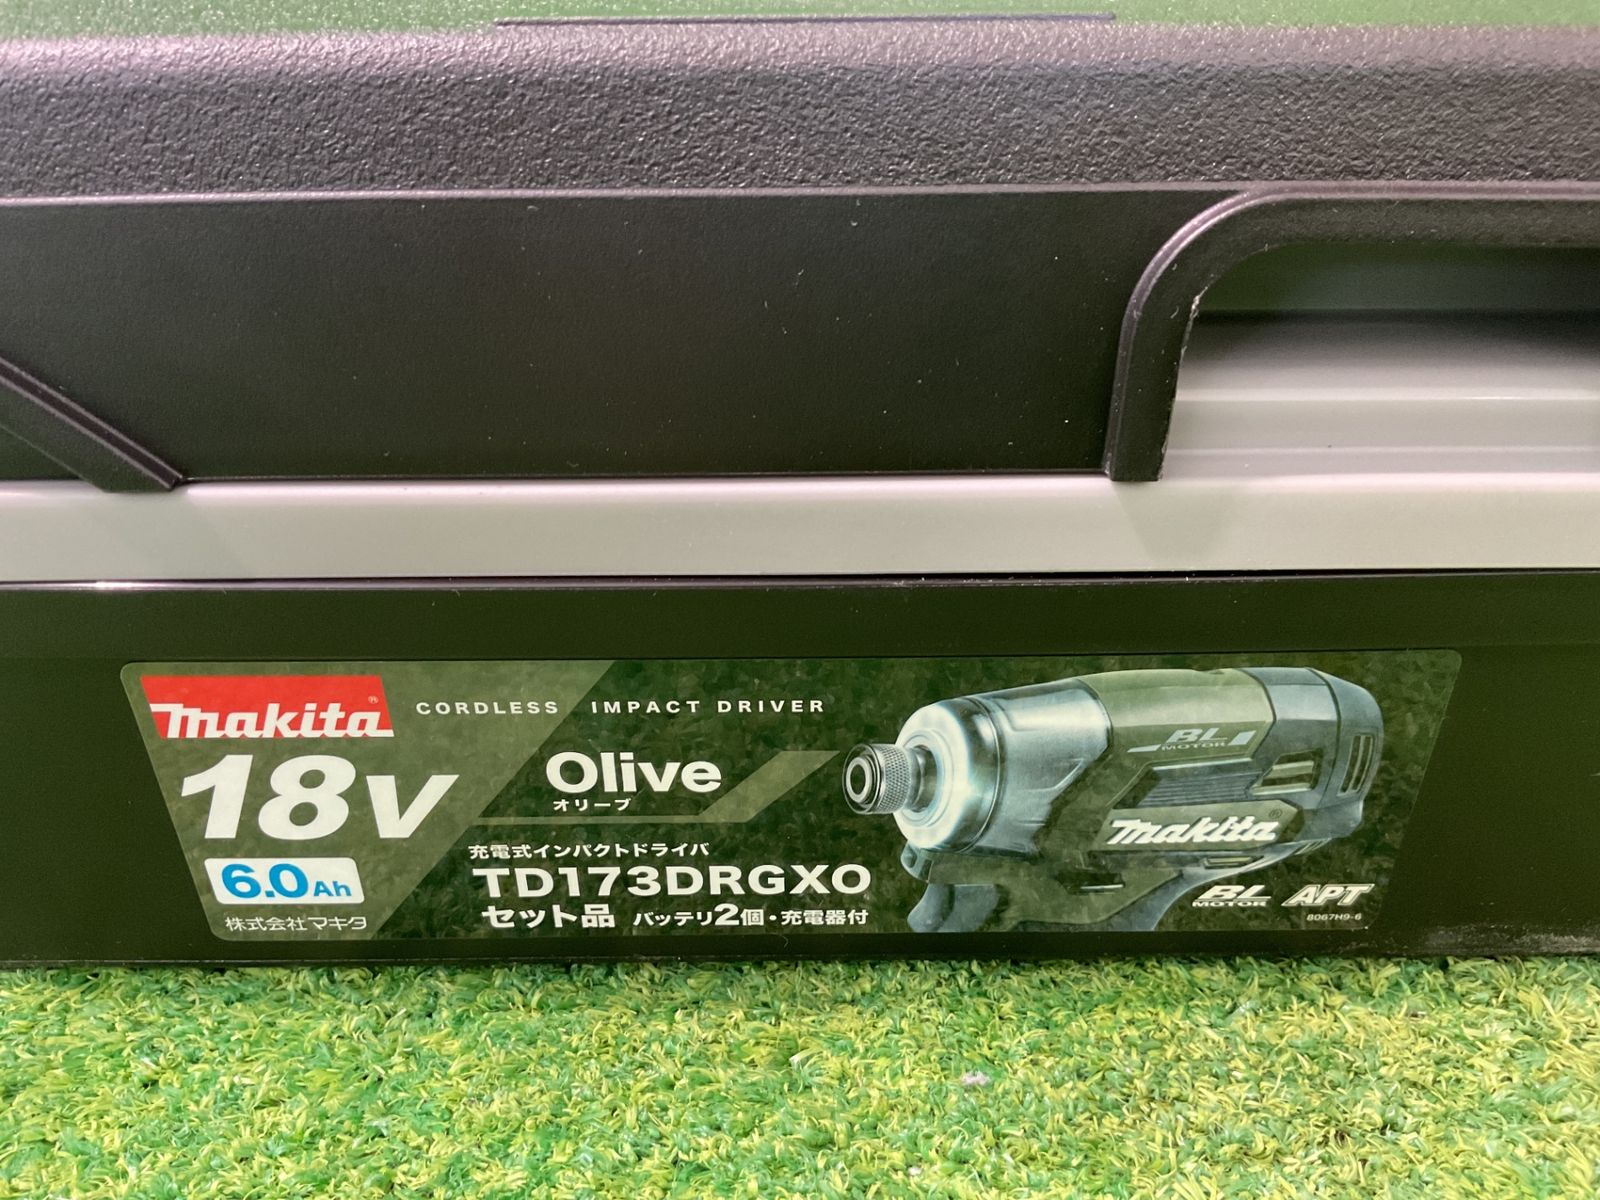 makita®
CORDLESS IMPACT DRIVER
18V
Olive
オリーブ
6.0Ah
株式会社マキタ
充電式インパクトドライバ
TD173DRGXO
セット品 バッテリ2個・充電器付
BL
MOTOR
makita®
BL
MOTOR
APT
8067H9-6